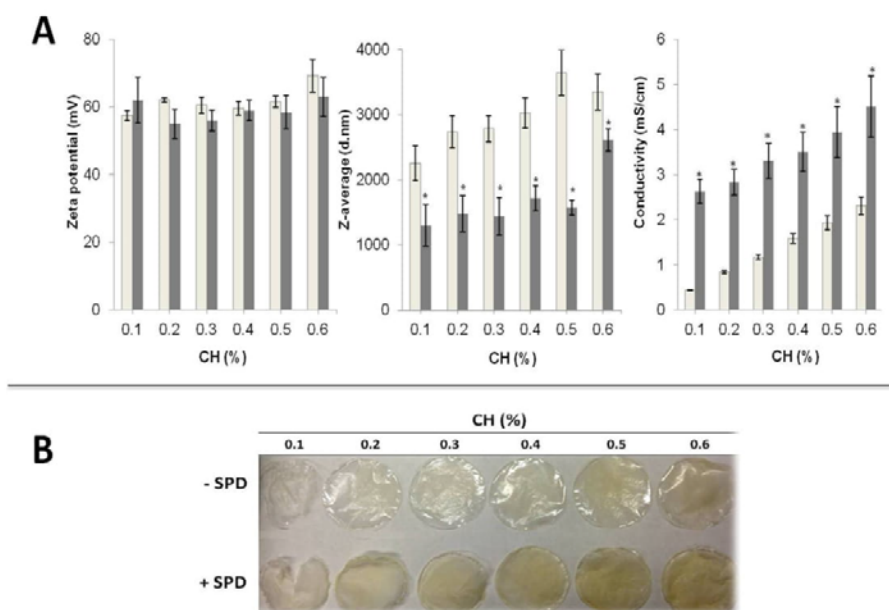 A
Zeta potential (mV)
80
60
40
20
0
0.1 0.2 0.3 0.4 0.5 0.6
CH (%)
Z-average (d.nm)
4000
3000
2000
1000
0
* * * * * *
0.1 0.2 0.3 0.4 0.5 0.6
CH (%)
Conductivity (mS/cm)
6
5
4
3
2
1
0
* * * * * *
0.1 0.2 0.3 0.4 0.5 0.6
CH (%)
B
CH (%)
0.1 0.2 0.3 0.4 0.5 0.6
- SPD
+ SPD